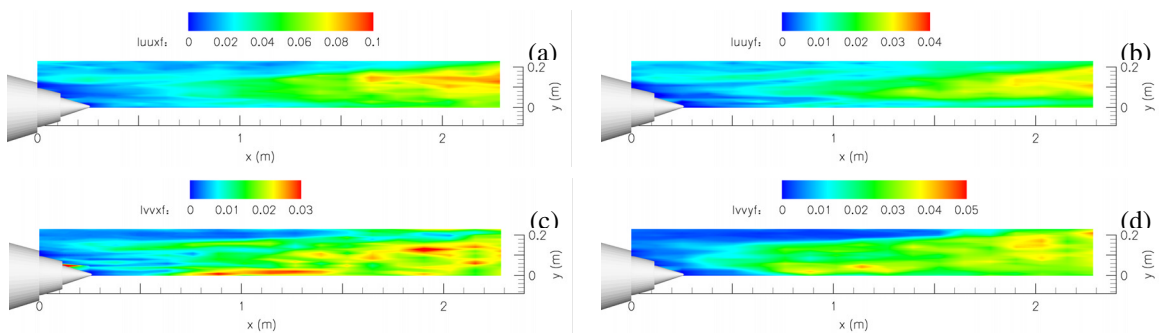 luuxf: 0 0.02 0.04 0.06 0.08 0.1
(a)
0.2
0
y (m)
0 1 2
x (m)
luuyf: 0 0.01 0.02 0.03 0.04
(b)
0.2
0
y (m)
0 1 2
x (m)
lvvxf: 0 0.01 0.02 0.03
(c)
0.2
0
y (m)
0 1 2
x (m)
lvvyf: 0 0.01 0.02 0.03 0.04 0.05
(d)
0.2
0
y (m)
0 1 2
x (m)